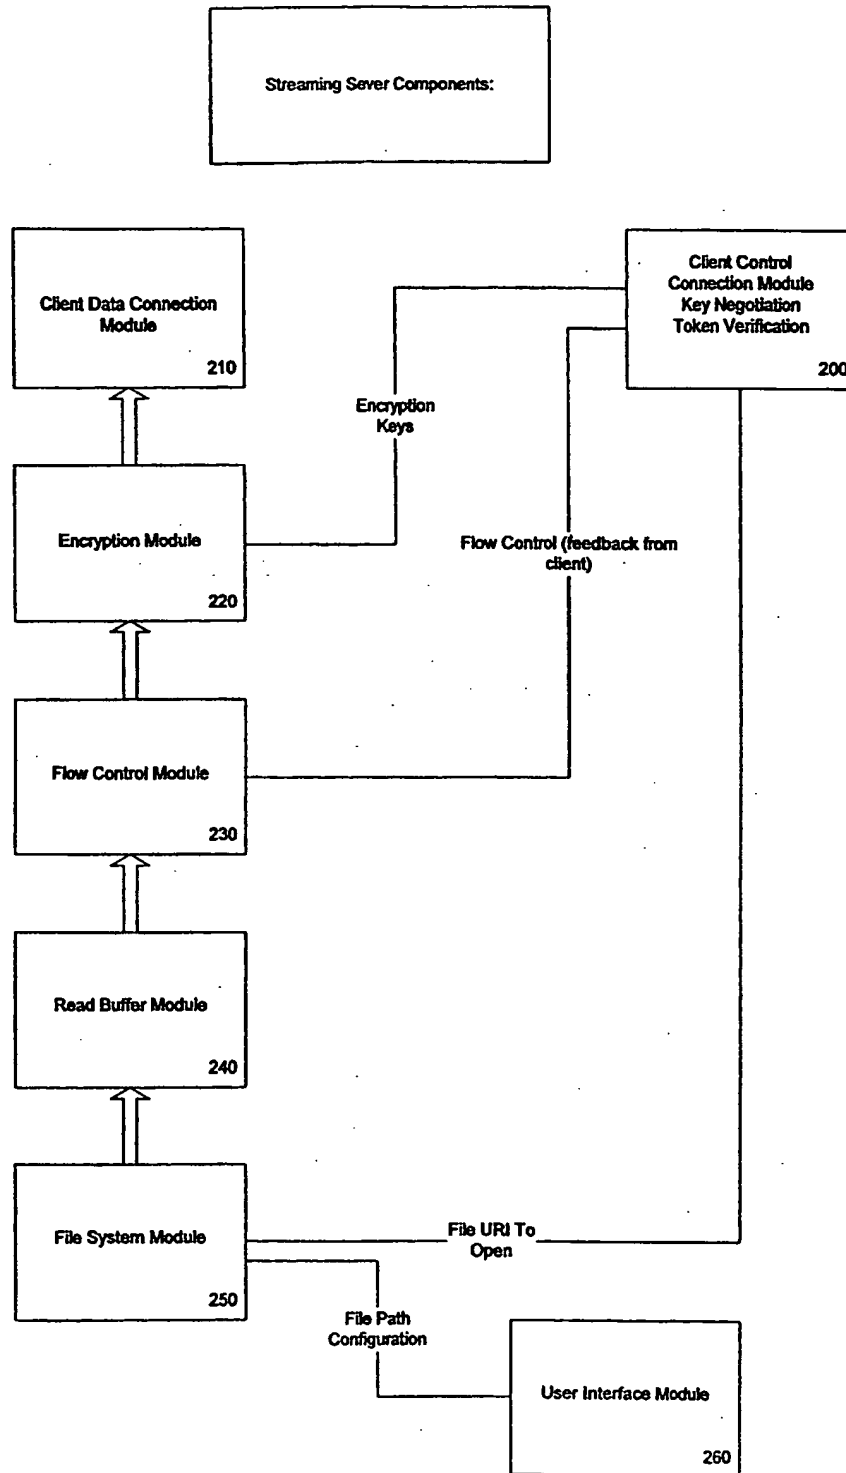 Streaming Sever Components:
Client Data Connection
Module
210
Client Control
Connection Module
Key Negotiation
Token Verification
200
Encryption
Keys
Encryption Module
220
Flow Control (feedback from
client)
Flow Control Module
230
Read Buffer Module
240
File System Module
250
File URI To
Open
File Path
Configuration
User Interface Module
260